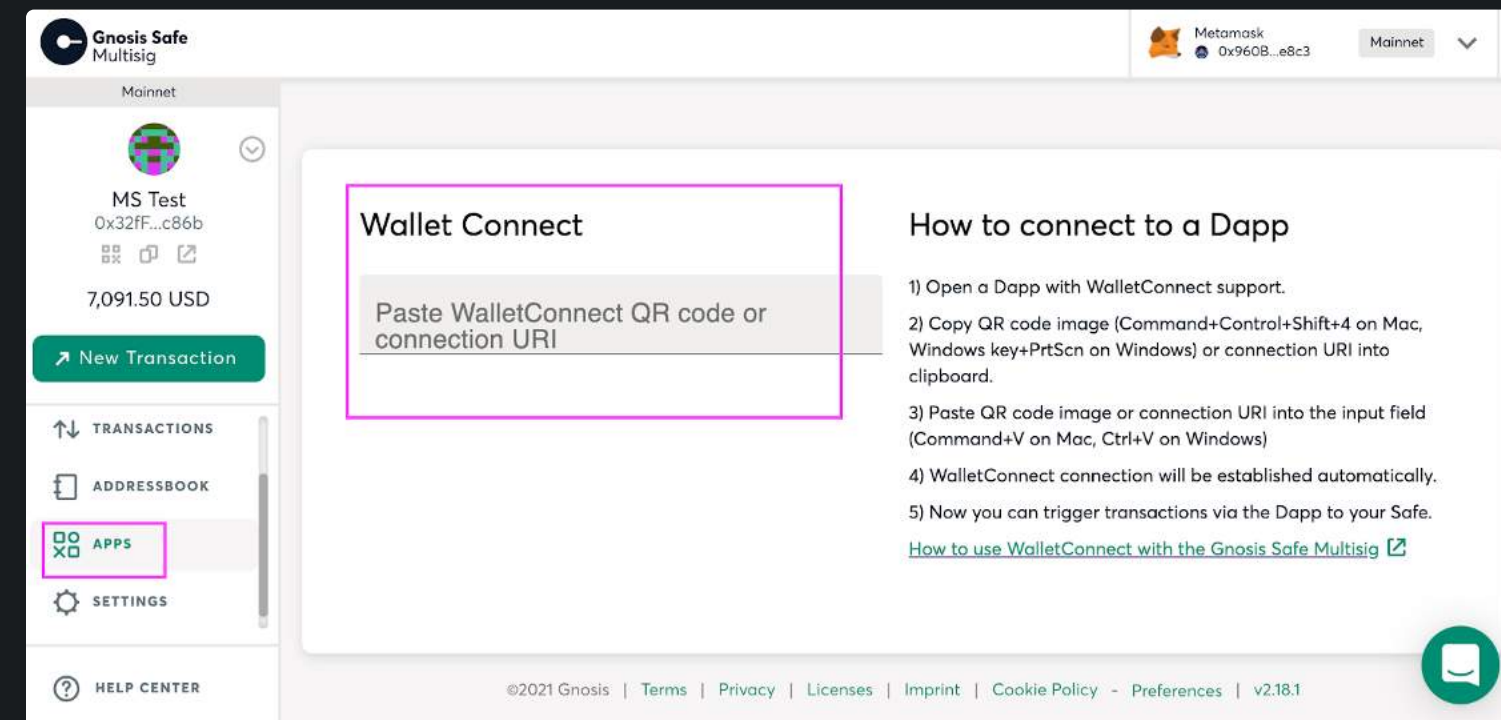 Gnosis Safe
Multisig
Metamask
0x960B...e8c3
Mainnet
Mainnet
MS Test
0x32fF...c86b
7,091.50 USD
New Transaction
TRANSACTIONS
ADDRESSBOOK
APPS
SETTINGS
HELP CENTER
Wallet Connect
Paste WalletConnect QR code or
connection URI
How to connect to a Dapp
1) Open a Dapp with WalletConnect support.
2) Copy QR code image (Command+Control+Shift+4 on Mac,
Windows key+PrtScn on Windows) or connection URI into
clipboard.
3) Paste QR code image or connection URI into the input field
(Command+V on Mac, Ctrl+V on Windows)
4) WalletConnect connection will be established automatically.
5) Now you can trigger transactions via the Dapp to your Safe.
How to use WalletConnect with the Gnosis Safe Multisig
©2021 Gnosis | Terms | Privacy | Licenses | Imprint | Cookie Policy - Preferences | v2.18.1